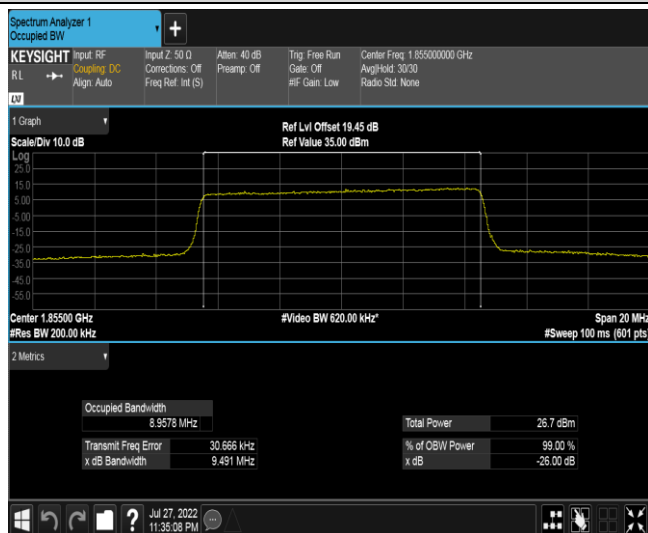 Spectrum Analyzer 1
Occupied BW
KEYSIGHT
RL
LXI
Input: RF
Coupling: DC
Align: Auto
Input Z: 50 Ω
Corrections: Off
Freq Ref: Int (S)
Atten: 40 dB
Preamp: Off
Trig: Free Run
Gate: Off
#IF Gain: Low
Center Freq: 1.855000000 GHz
Avg|Hold: 30/30
Radio Std: None
1 Graph
Scale/Div 10.0 dB
Ref Lvl Offset 19.45 dB
Ref Value 35.00 dBm
Log
25.0
15.0
5.00
-5.00
-15.0
-25.0
-35.0
-45.0
-55.0
Center 1.85500 GHz
#Res BW 200.00 kHz
#Video BW 620.00 kHz*
Span 20 MHz
#Sweep 100 ms (601 pts)
2 Metrics
Occupied Bandwidth
8.9578 MHz
Transmit Freq Error 30.666 kHz
x dB Bandwidth 9.491 MHz
Total Power 26.7 dBm
% of OBW Power 99.00 %
x dB -26.00 dB
Jul 27, 2022
11:35:08 PM